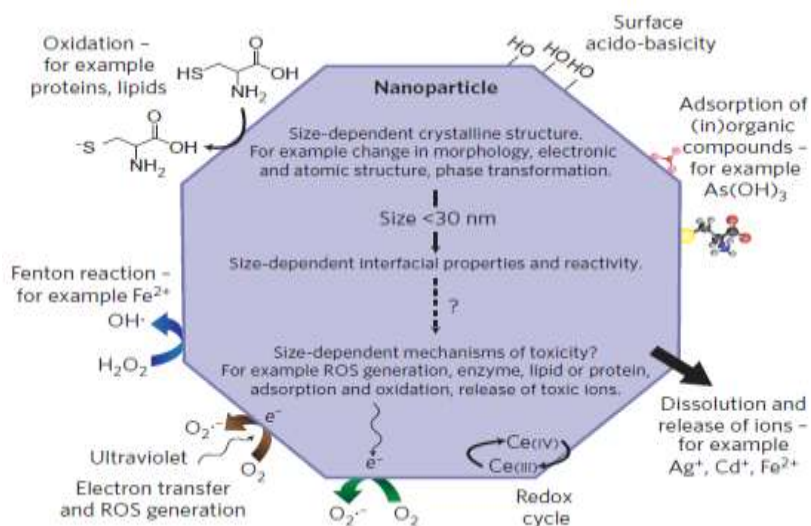 Oxidation –
for example
proteins, lipids
HS
O
OH
NH₂
⁻S
O
OH
NH₂
Surface
acido-basicity
HO
HO
HO
Nanoparticle
Size-dependent crystalline structure.
For example change in morphology, electronic
and atomic structure, phase transformation.
Size <30 nm
Size-dependent interfacial properties and reactivity.
?
Size-dependent mechanisms of toxicity?
For example ROS generation, enzyme, lipid or protein,
adsorption and oxidation, release of toxic ions.
Adsorption of
(in)organic
compounds –
for example
As(OH)₃
Fenton reaction –
for example Fe²⁺
OH·
H₂O₂
O₂·⁻
e⁻
Ultraviolet
O₂
Electron transfer
and ROS generation
e⁻
O₂·⁻
O₂
Ce(IV)
Ce(III)
Redox
cycle
Dissolution and
release of ions –
for example
Ag⁺, Cd⁺, Fe²⁺